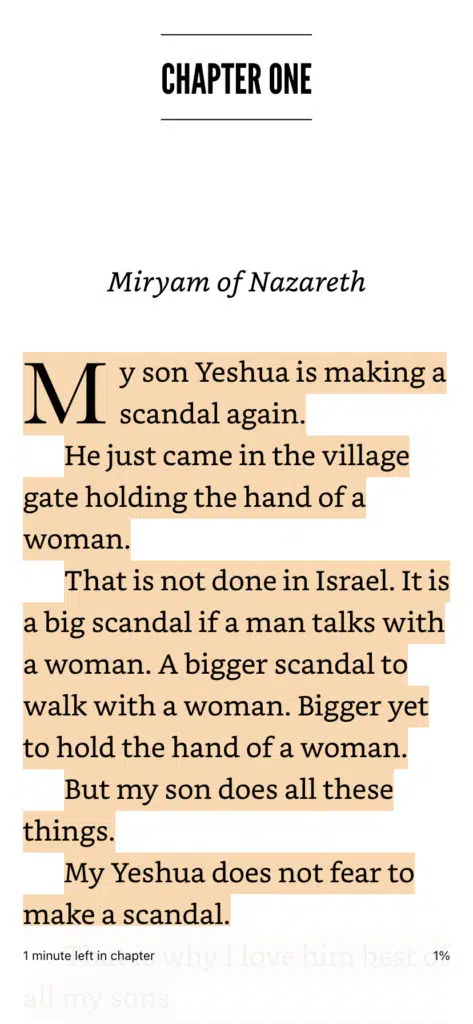 CHAPTER ONE
Miryam of Nazareth
My son Yeshua is making a
scandal again.
He just came in the village
gate holding the hand of a
woman.
That is not done in Israel. It is
a big scandal if a man talks with
a woman. A bigger scandal to
walk with a woman. Bigger yet
to hold the hand of a woman.
But my son does all these
things.
My Yeshua does not fear to
make a scandal.
1 minute left in chapter 1%
why I love him best of
all my sons.